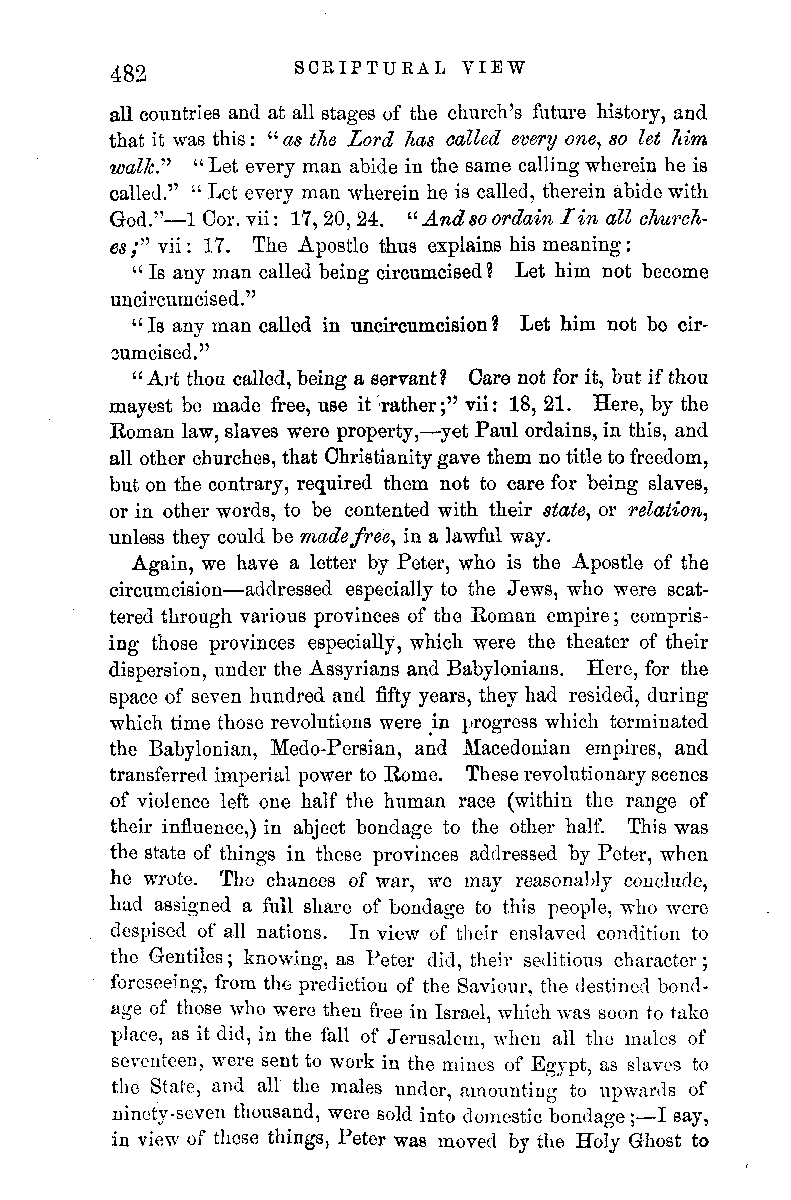 482 SCRIPTURAL VIEW
all countries and at all stages of the church's future history, and
that it was this: "as the Lord has called every one, so let him
walk." "Let every man abide in the same calling wherein he is
called." "Let every man wherein he is called, therein abide with
God."—1 Cor. vii: 17, 20, 24. "And so ordain I in all church-
es;" vii: 17. The Apostle thus explains his meaning:
"Is any man called being circumcised? Let him not become
uncircumcised."
"Is any man called in uncircumcision? Let him not be cir-
cumcised."
"Art thou called, being a servant? Care not for it, but if thou
mayest be made free, use it rather;" vii: 18, 21. Here, by the
Roman law, slaves were property,—yet Paul ordains, in this, and
all other churches, that Christianity gave them no title to freedom,
but on the contrary, required them not to care for being slaves,
or in other words, to be contented with their state, or relation,
unless they could be made free, in a lawful way.
Again, we have a letter by Peter, who is the Apostle of the
circumcision—addressed especially to the Jews, who were scat-
tered through various provinces of the Roman empire; compris-
ing those provinces especially, which were the theater of their
dispersion, under the Assyrians and Babylonians. Here, for the
space of seven hundred and fifty years, they had resided, during
which time those revolutions were in progress which terminated
the Babylonian, Medo-Persian, and Macedonian empires, and
transferred imperial power to Rome. These revolutionary scenes
of violence left one half the human race (within the range of
their influence,) in abject bondage to the other half. This was
the state of things in these provinces addressed by Peter, when
he wrote. The chances of war, we may reasonably conclude,
had assigned a full share of bondage to this people, who were
despised of all nations. In view of their enslaved condition to
the Gentiles; knowing, as Peter did, their seditious character;
foreseeing, from the prediction of the Saviour, the destined bond-
age of those who were then free in Israel, which was soon to take
place, as it did, in the fall of Jerusalem, when all the males of
seventeen, were sent to work in the mines of Egypt, as slaves to
the State, and all the males under, amounting to upwards of
ninety-seven thousand, were sold into domestic bondage;—I say,
in view of these things, Peter was moved by the Holy Ghost to